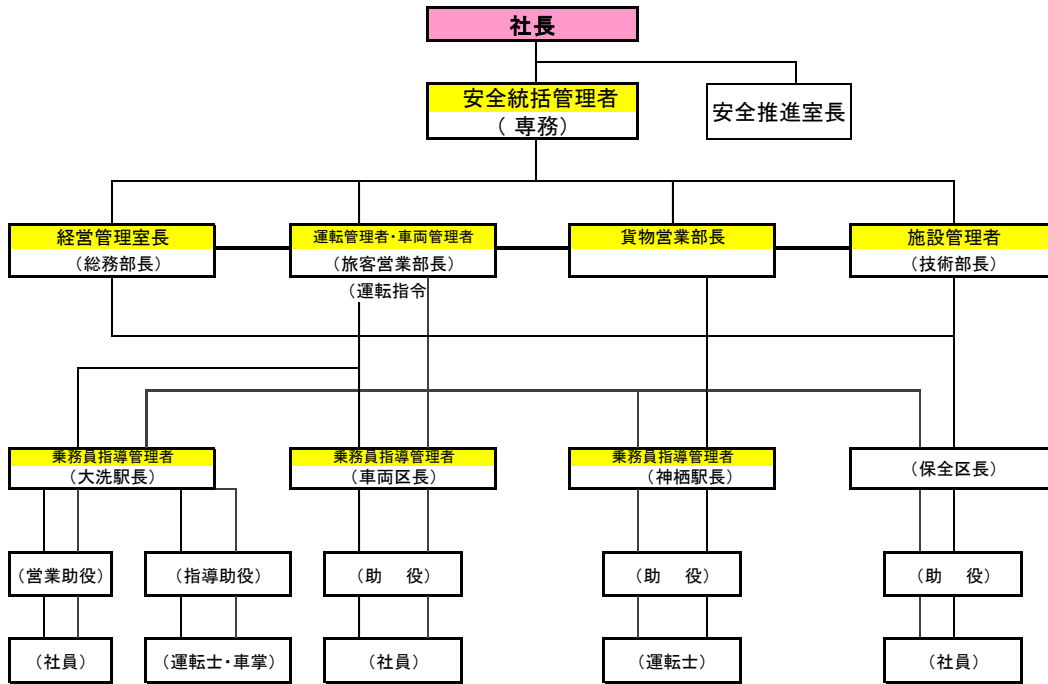 社長
安全統括管理者
（ 専務）
安全推進室長
経営管理室長
（総務部長）
運転管理者・車両管理者
（旅客営業部長）
（運転指令
貨物営業部長
施設管理者
（技術部長）
乗務員指導管理者
（大洗駅長）
乗務員指導管理者
（車両区長）
乗務員指導管理者
（神栖駅長）
（保全区長）
（営業助役）
（指導助役）
（助　役）
（助　役）
（助　役）
（社員）
（運転士・車掌）
（社員）
（運転士）
（社員）